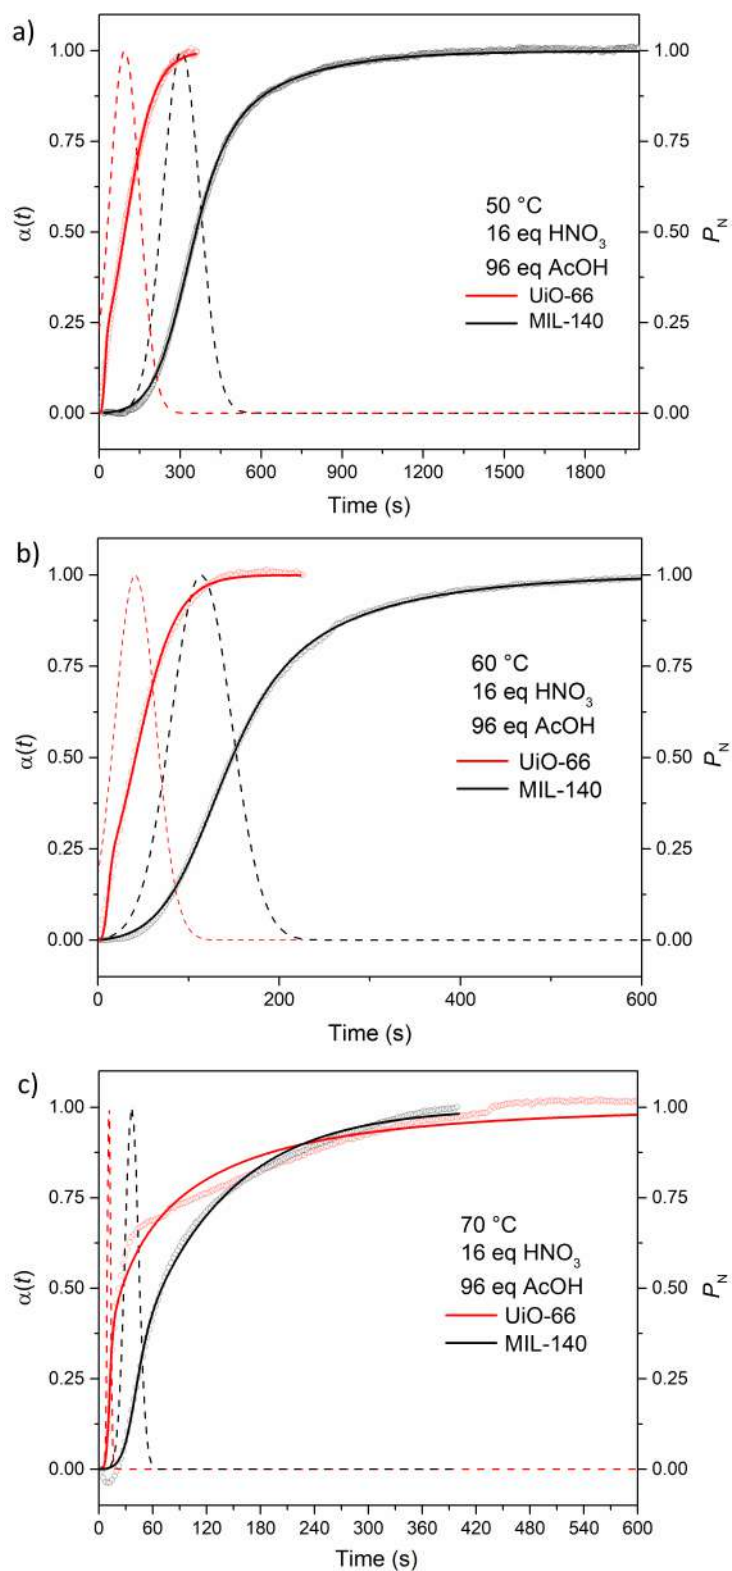 a)
1.00
0.75
0.50
0.25
0.00
α(t)
1.00
0.75
0.50
0.25
0.00
P_N
50 °C
16 eq HNO₃
96 eq AcOH
UiO-66
MIL-140
0 300 600 900 1200 1500 1800
Time (s)
b)
1.00
0.75
0.50
0.25
0.00
α(t)
1.00
0.75
0.50
0.25
0.00
P_N
60 °C
16 eq HNO₃
96 eq AcOH
UiO-66
MIL-140
0 200 400 600
Time (s)
c)
1.00
0.75
0.50
0.25
0.00
α(t)
1.00
0.75
0.50
0.25
0.00
P_N
70 °C
16 eq HNO₃
96 eq AcOH
UiO-66
MIL-140
0 60 120 180 240 300 360 420 480 540 600
Time (s)